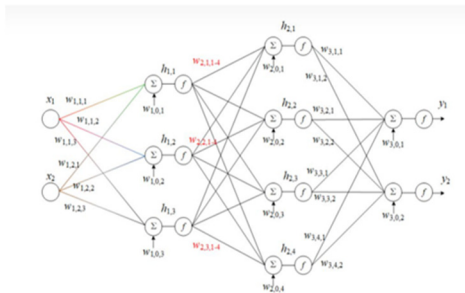 h2,1
w2,1,1-4
w3,1,1
h1,1
Σ
f
x1
w1,1,1
Σ
f
w2,0,1
w3,1,2
w1,1,2
w1,0,1
h2,2
w3,2,1
y1
w1,1,3
h1,2
w2,2,1-4
Σ
f
Σ
f
w3,2,2
w1,2,1
Σ
f
w2,0,2
w3,0,1
x2
w1,2,2
w1,0,2
h2,3
w3,3,1
y2
w1,2,3
h1,3
Σ
f
w3,3,2
Σ
f
Σ
f
w2,0,3
w3,0,2
w1,0,3
w2,3,1-4
h2,4
w3,4,1
Σ
f
w3,4,2
w2,0,4